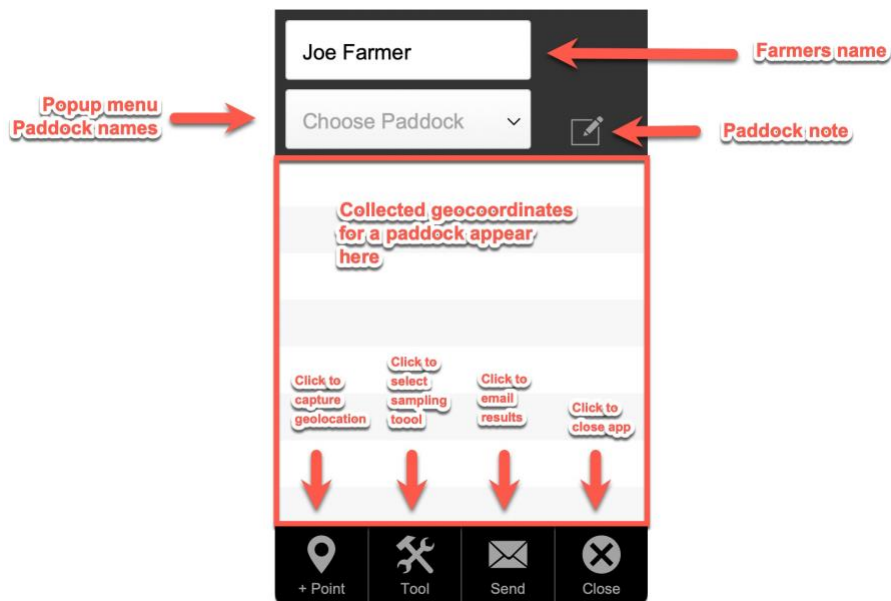 Joe Farmer
Farmers name
Popup menu
Paddock names
Choose Paddock
Paddock note
Collected geocoordinates
for a paddock appear
here
Click to
capture
geolocation
Click to
select
sampling
toool
Click to
email
results
Click to
close app
+ Point
Tool
Send
Close